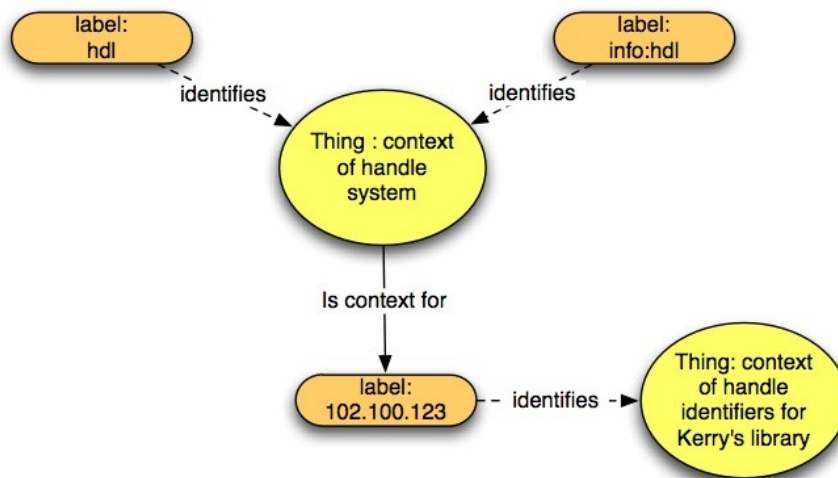 label:
hdl
label:
info:hdl
identifies
identifies
Thing : context
of handle
system
Is context for
label:
102.100.123
identifies
Thing: context
of handle
identifiers for
Kerry's library